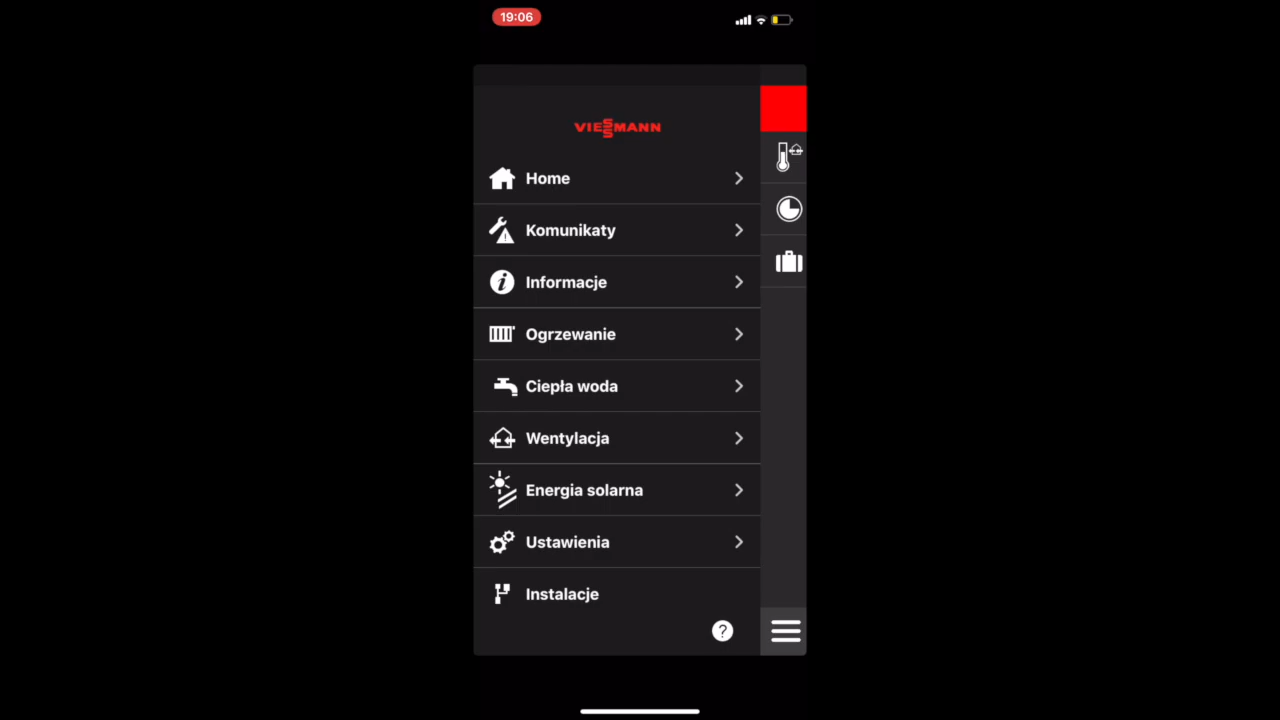 19:06
VIESSMANN
Home
Komunikaty
Informacje
Ogrzewanie
Ciepła woda
Wentylacja
Energia solarna
Ustawienia
Instalacje
?